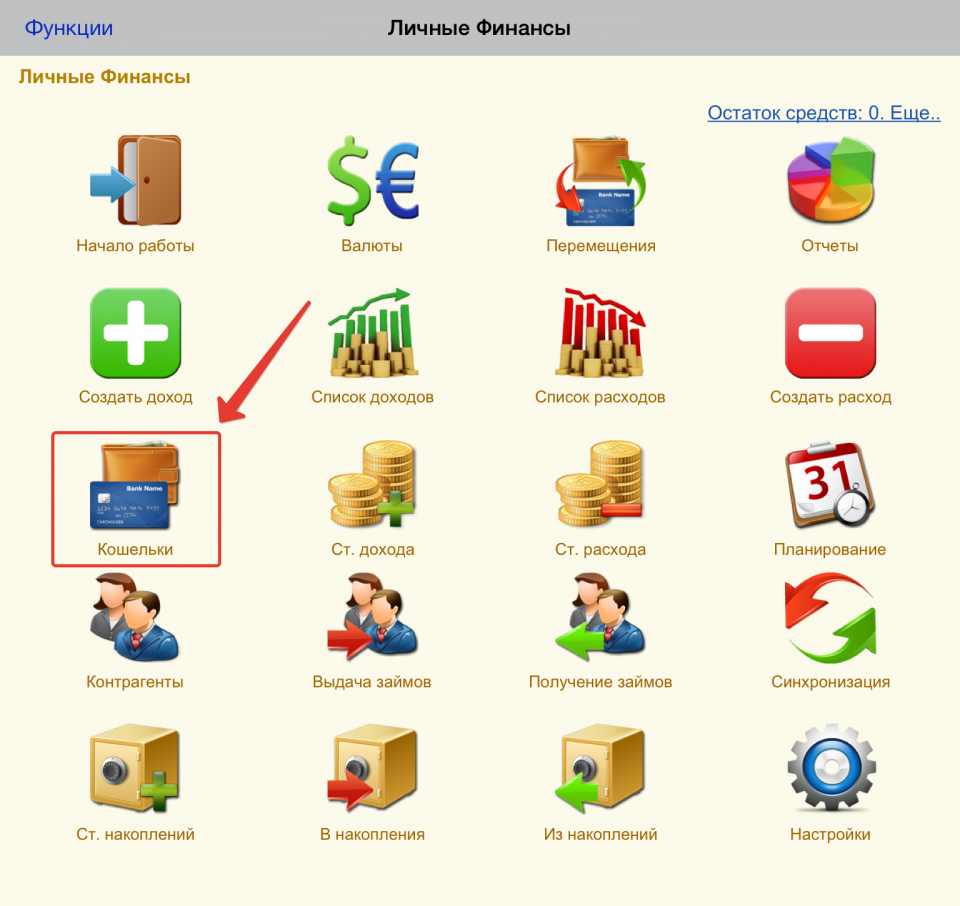 Функции
Личные Финансы
Личные Финансы
Остаток средств: 0. Еще..
Bank Name
Начало работы
Валюты
Перемещения
Отчеты
Создать доход
Список доходов
Список расходов
Создать расход
Bank Name
CARDHOLDER
31
Кошельки
Ст. дохода
Ст. расхода
Планирование
Контрагенты
Выдача займов
Получение займов
Синхронизация
Ст. накоплений
В накопления
Из накоплений
Настройки